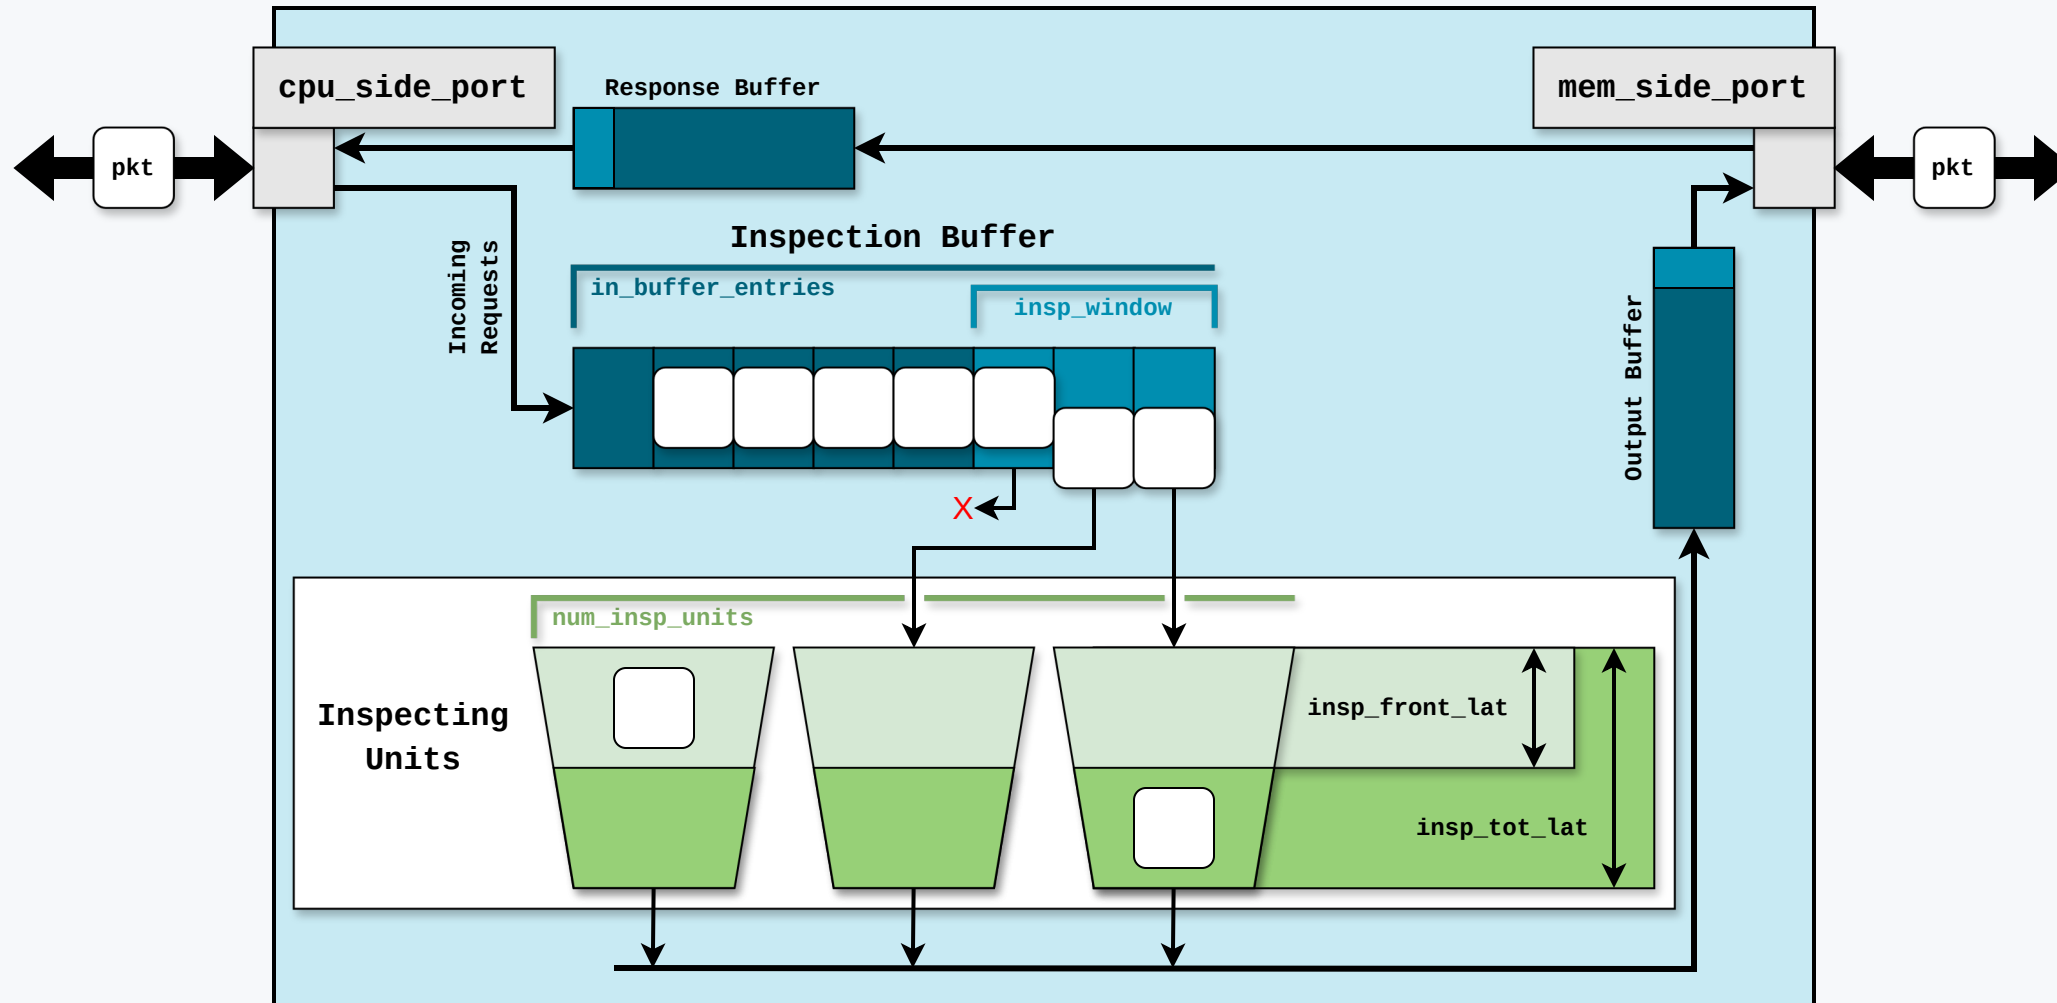 cpu_side_port
Response Buffer
mem_side_port
pkt
pkt
Inspection Buffer
Incoming
Requests
in_buffer_entries
insp_window
Output Buffer
X
num_insp_units
Inspecting
Units
insp_front_lat
insp_tot_lat